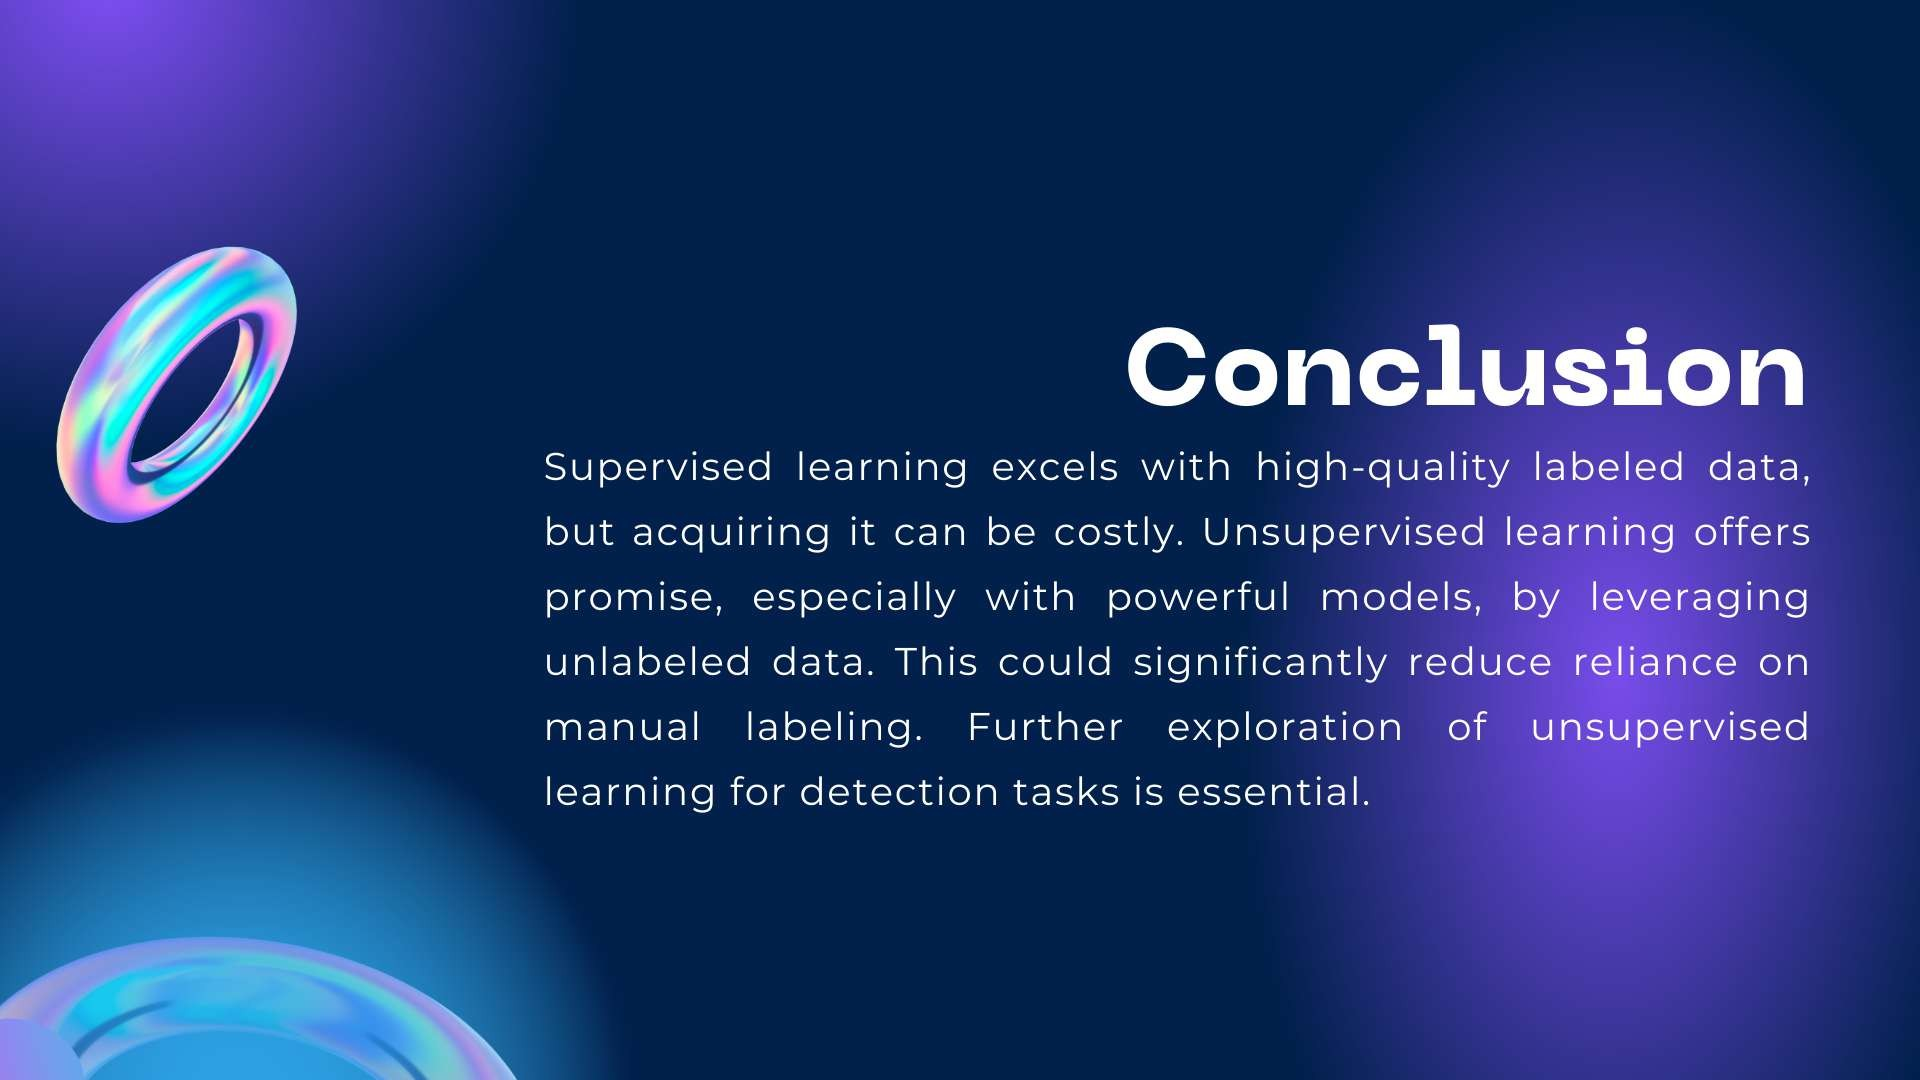 Conclusion
Supervised learning excels with high-quality labeled data,
but acquiring it can be costly. Unsupervised learning offers
promise, especially with powerful models, by leveraging
unlabeled data. This could significantly reduce reliance on
manual labeling. Further exploration of unsupervised
learning for detection tasks is essential.